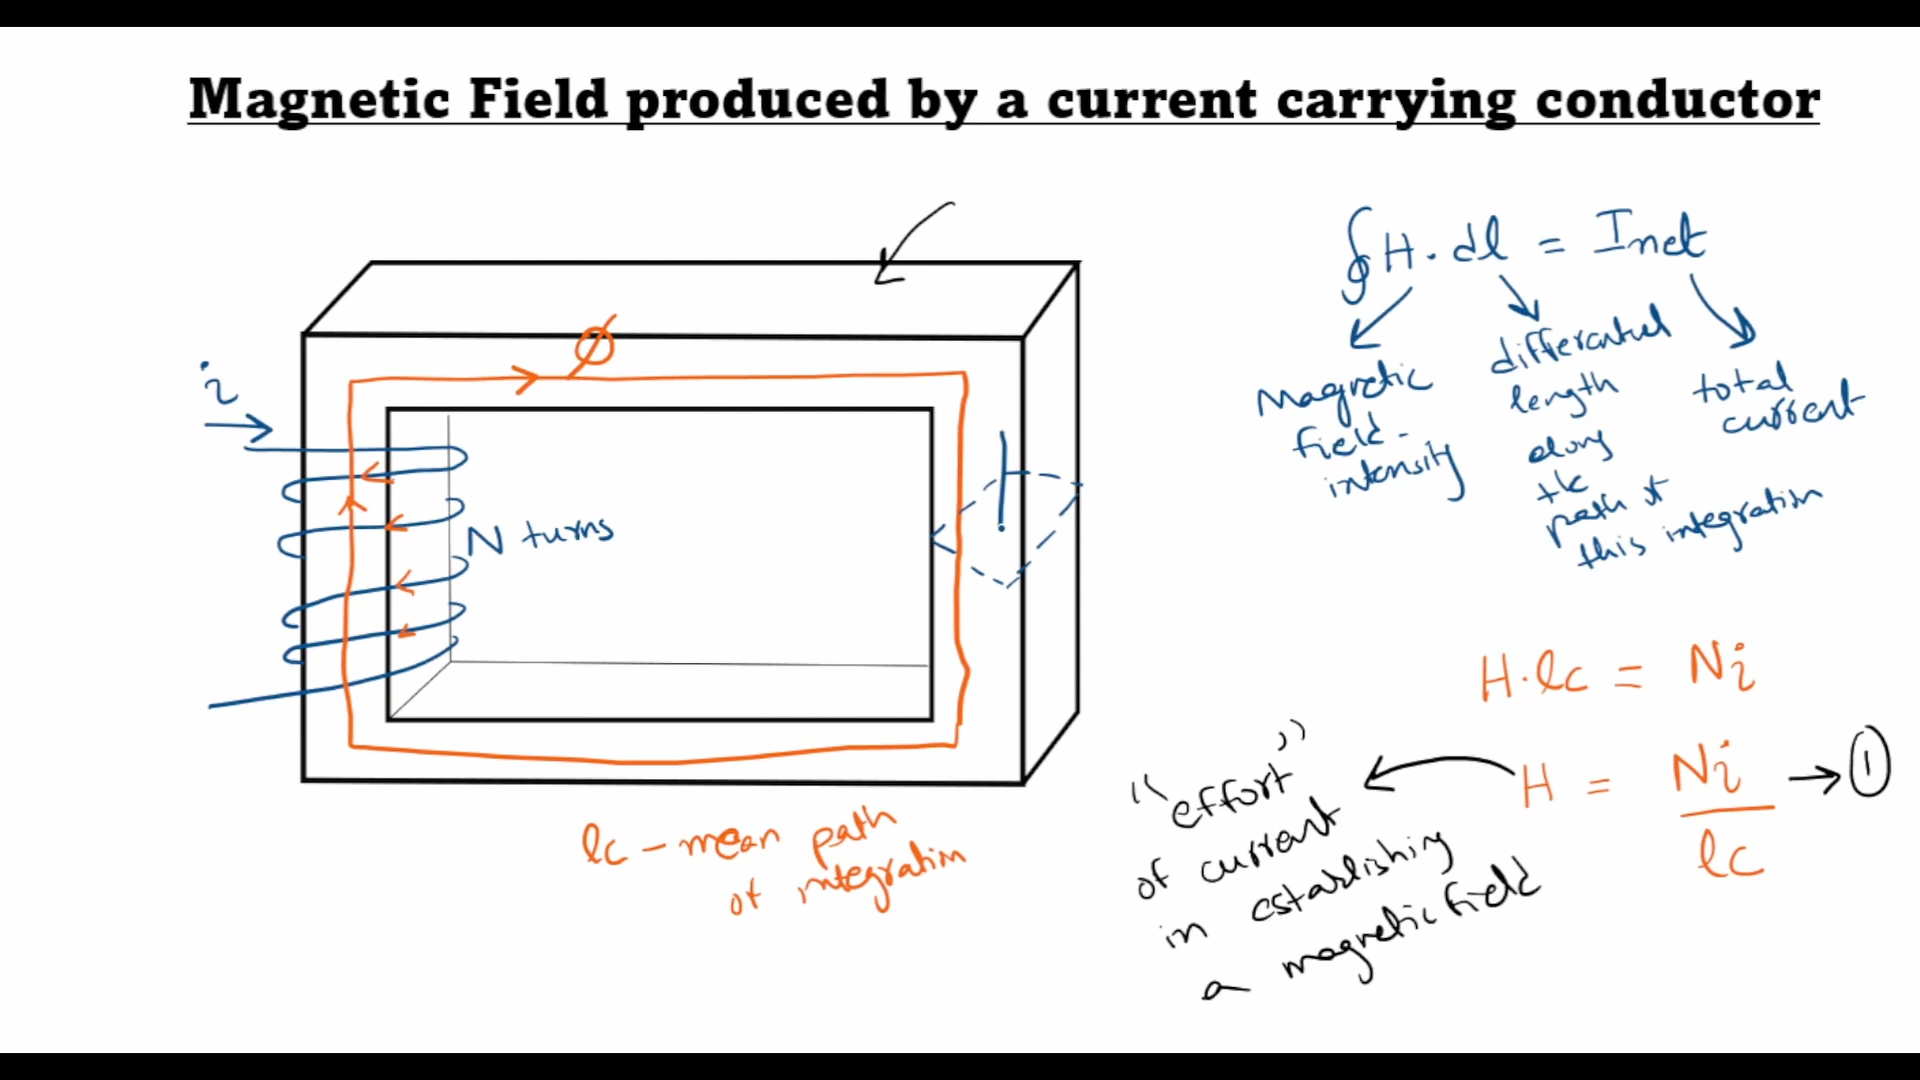 Magnetic Field produced by a current carrying conductor
∮H·dl = Inet
Magnetic
field-
intensity
differential
length
along
the
path of
this integration
total
current
i
ϕ
N turns
H·lc = Ni
H = Ni/lc → ①
"effort"
of current
in establishing
a magnetic field
lc - mean path
of integration